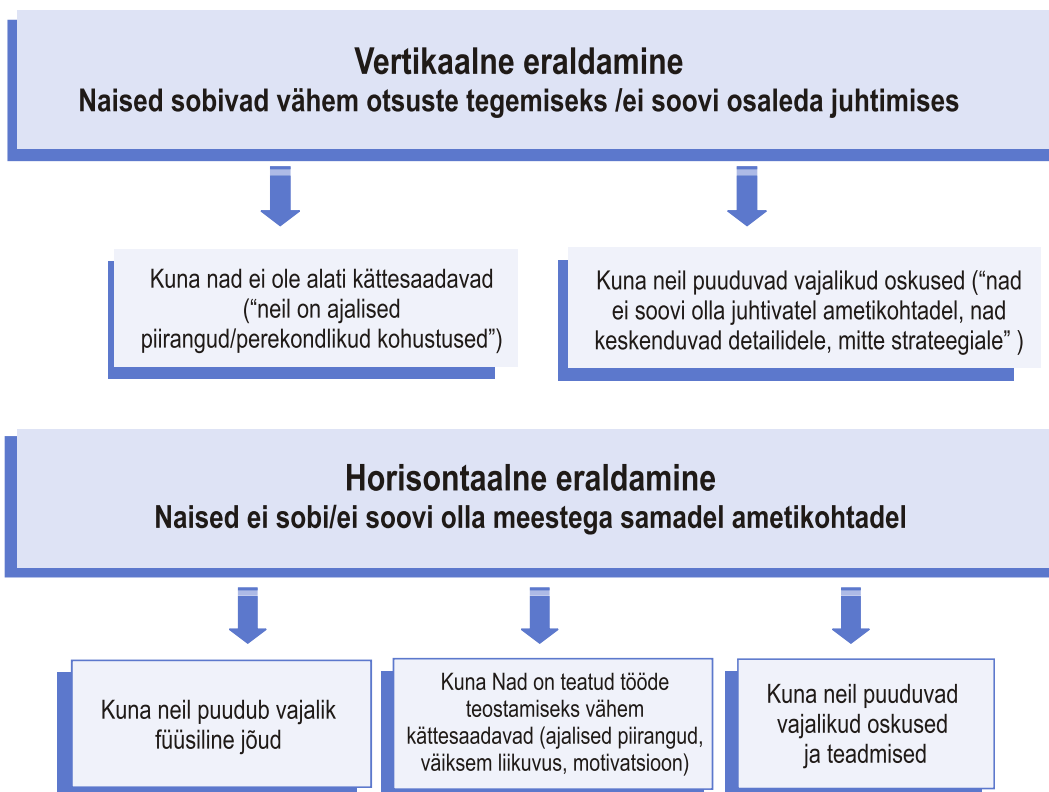 Vertikaalne eraldamine
Naised sobivad vähem otsuste tegemiseks /ei soovi osaleda juhtimises
Kuna nad ei ole alati kättesaadavad
(“neil on ajalised
piirangud/perekondlikud kohustused”)
Kuna neil puuduvad vajalikud oskused (“nad
ei soovi olla juhtivatel ametikohtadel, nad
keskenduvad detailidele, mitte strateegiale” )
Horisontaalne eraldamine
Naised ei sobi/ei soovi olla meestega samadel ametikohtadel
Kuna neil puudub vajalik
füüsiline jõud
Kuna Nad on teatud tööde
teostamiseks vähem
kättesaadavad (ajalised piirangud,
väiksem liikuvus, motivatsioon)
Kuna neil puuduvad
vajalikud oskused
ja teadmised